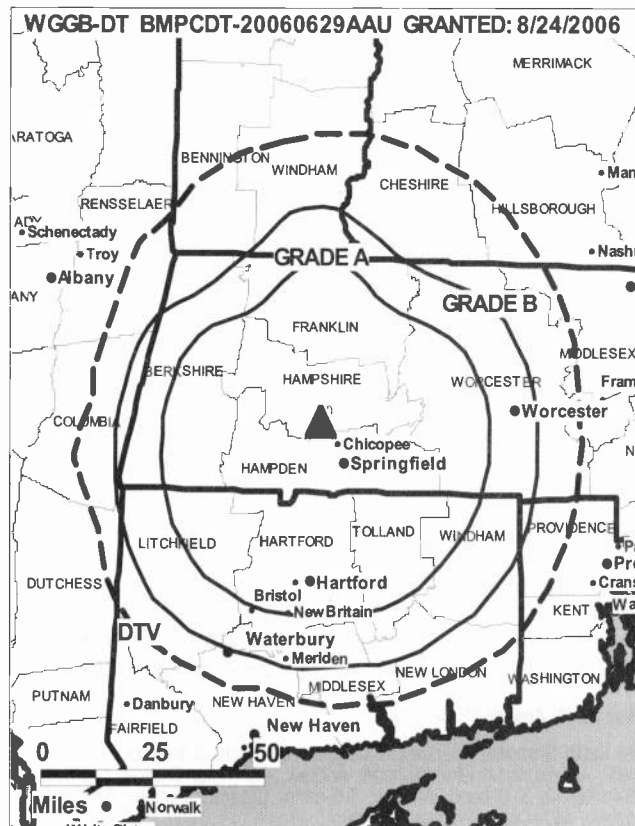 WGGB-DT BMPCDT-20060629AAU GRANTED: 8/24/2006
MERRIMACK
BENNINGTON
WINDHAM
CHESHIRE
RENSSELAER
HILLSBOROUGH
Schenectady
Troy
Albany
GRADE A
GRADE B
FRANKLIN
BERKSHIRE
HAMPSHIRE
WORCESTER
MIDDLESEX
COLUMBIA
Worcester
Chicopee
HAMPDEN
Springfield
LITCHFIELD
HARTFORD
TOLLAND
WINDHAM
PROVIDENCE
DUTCHESS
Hartford
Bristol
New Britain
KENT
DTV
Waterbury
Meriden
NEW LONDON
WASHINGTON
PUTNAM
Danbury
NEW HAVEN
MIDDLESEX
FAIRFIELD
New Haven
0 25 50
Miles
Norwalk